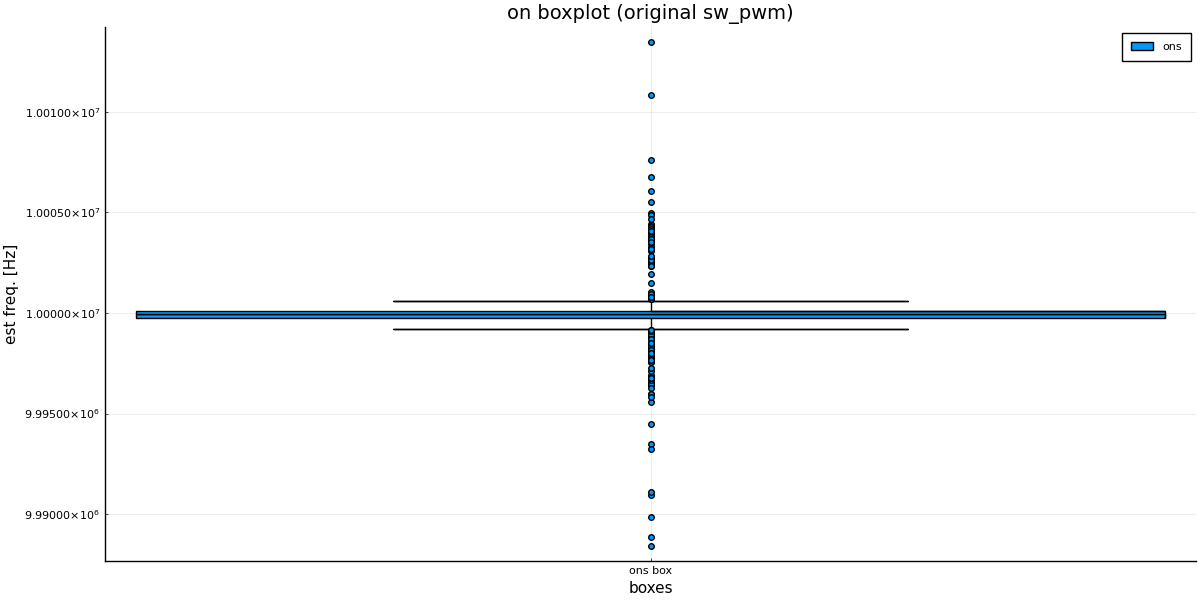 on boxplot (original sw_pwm)
ons
1.00100×10⁷
1.00050×10⁷
1.00000×10⁷
9.99500×10⁶
9.99000×10⁶
est freq. [Hz]
ons box
boxes